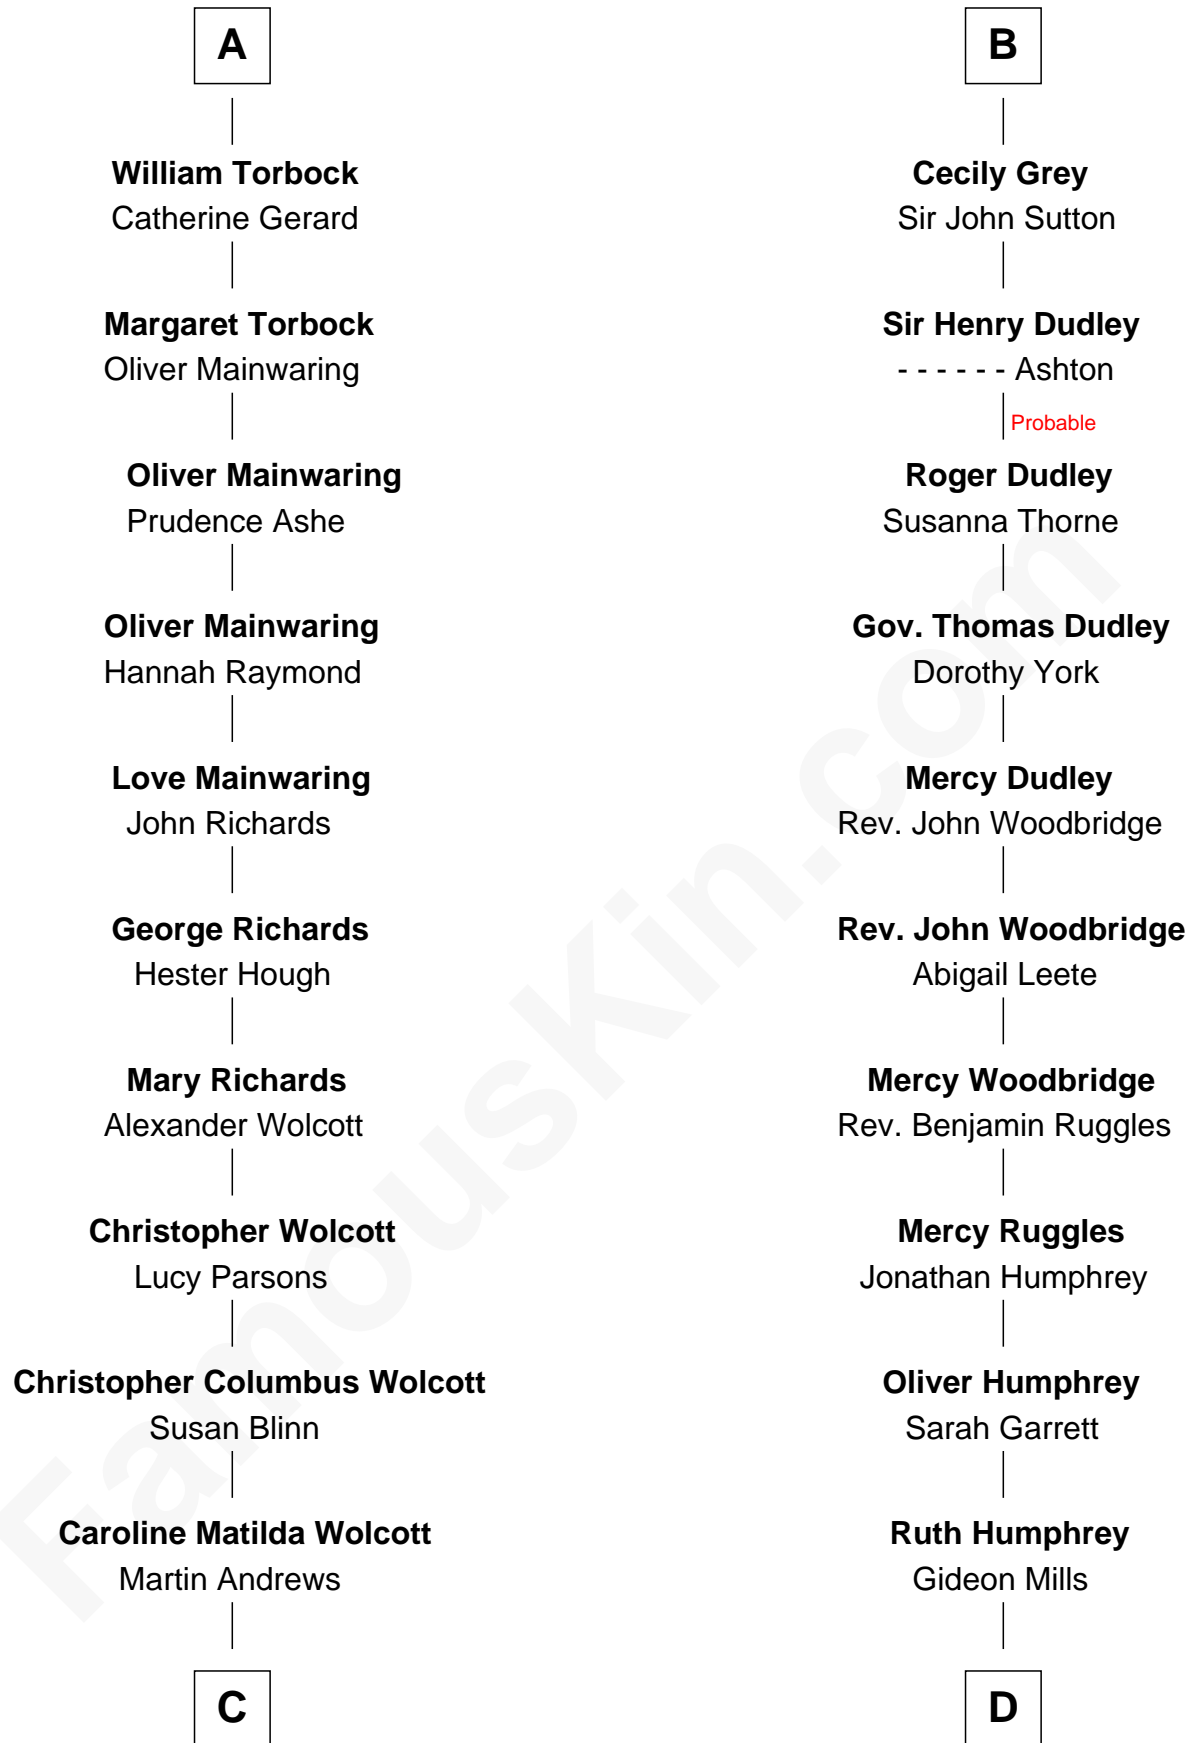 A
William Torbock
Catherine Gerard
Margaret Torbock
Oliver Mainwaring
Oliver Mainwaring
Prudence Ashe
Oliver Mainwaring
Hannah Raymond
Love Mainwaring
John Richards
George Richards
Hester Hough
Mary Richards
Alexander Wolcott
Christopher Wolcott
Lucy Parsons
Christopher Columbus Wolcott
Susan Blinn
Caroline Matilda Wolcott
Martin Andrews
C
B
Cecily Grey
Sir John Sutton
Sir Henry Dudley
- - - - - - Ashton
Probable
Roger Dudley
Susanna Thorne
Gov. Thomas Dudley
Dorothy York
Mercy Dudley
Rev. John Woodbridge
Rev. John Woodbridge
Abigail Leete
Mercy Woodbridge
Rev. Benjamin Ruggles
Mercy Ruggles
Jonathan Humphrey
Oliver Humphrey
Sarah Garrett
Ruth Humphrey
Gideon Mills
D
FamousKin.com